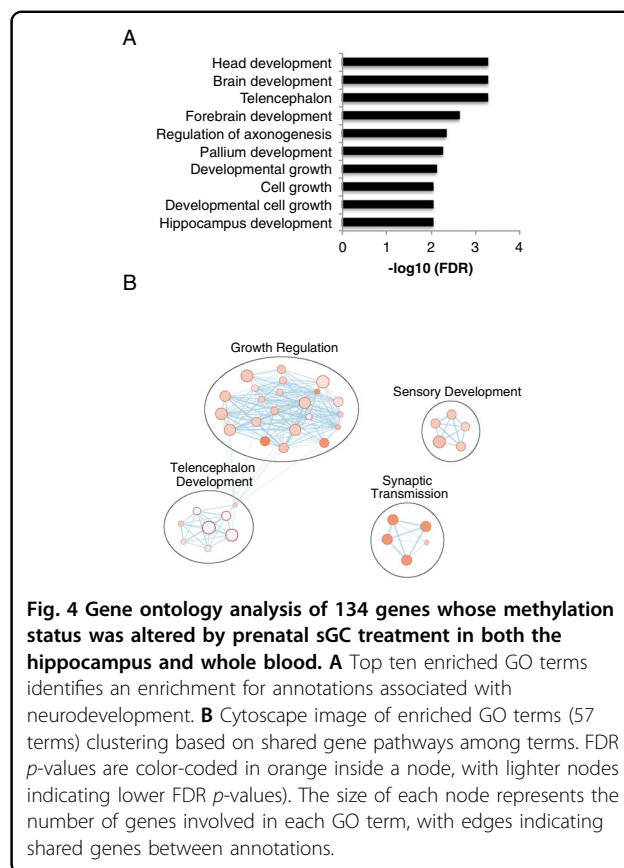 A
Head development
Brain development
Telencephalon
Forebrain development
Regulation of axonogenesis
Pallium development
Developmental growth
Cell growth
Developmental cell growth
Hippocampus development
0 1 2 3 4
-log10 (FDR)
B
Growth Regulation
Sensory Development
Telencephalon
Development
Synaptic
Transmission
Fig. 4 Gene ontology analysis of 134 genes whose methylation
status was altered by prenatal sGC treatment in both the
hippocampus and whole blood. A Top ten enriched GO terms
identifies an enrichment for annotations associated with
neurodevelopment. B Cytoscape image of enriched GO terms (57
terms) clustering based on shared gene pathways among terms. FDR
p-values are color-coded in orange inside a node, with lighter nodes
indicating lower FDR p-values). The size of each node represents the
number of genes involved in each GO term, with edges indicating
shared genes between annotations.